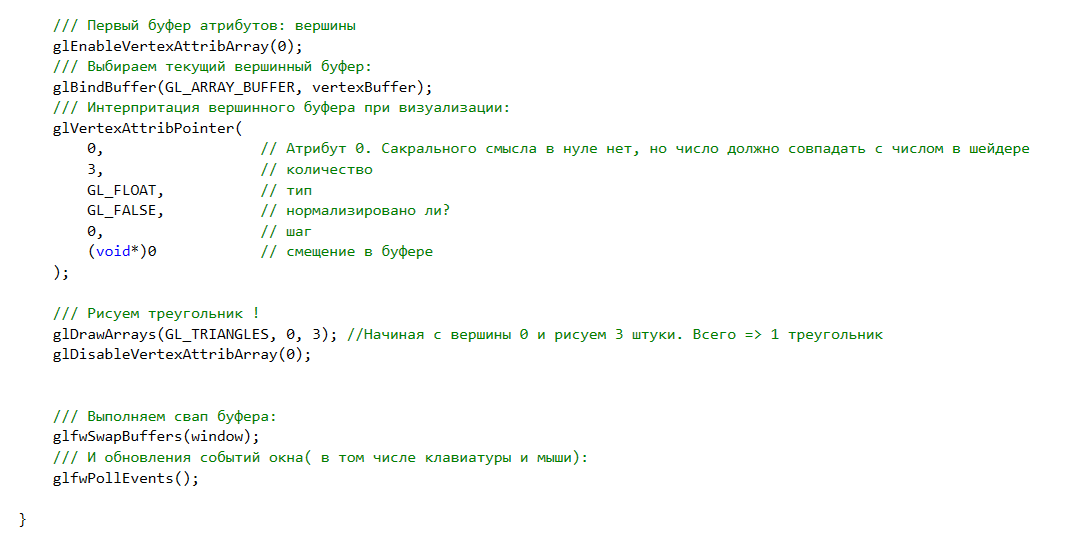 /// Первый буфер атрибутов: вершины
glEnableVertexAttribArray(0);
/// Выбираем текущий вершинный буфер:
glBindBuffer(GL_ARRAY_BUFFER, vertexBuffer);
/// Интерпритация вершинного буфера при визуализации:
glVertexAttribPointer(
0, // Атрибут 0. Сакрального смысла в нуле нет, но число должно совпадать с числом в шейдере
3, // количество
GL_FLOAT, // тип
GL_FALSE, // нормализировано ли?
0, // шаг
(void*)0 // смещение в буфере
);
/// Рисуем треугольник !
glDrawArrays(GL_TRIANGLES, 0, 3); //Начиная с вершины 0 и рисуем 3 штуки. Всего => 1 треугольник
glDisableVertexAttribArray(0);
/// Выполняем свап буфера:
glfwSwapBuffers(window);
/// И обновления событий окна( в том числе клавиатуры и мыши):
glfwPollEvents();
}